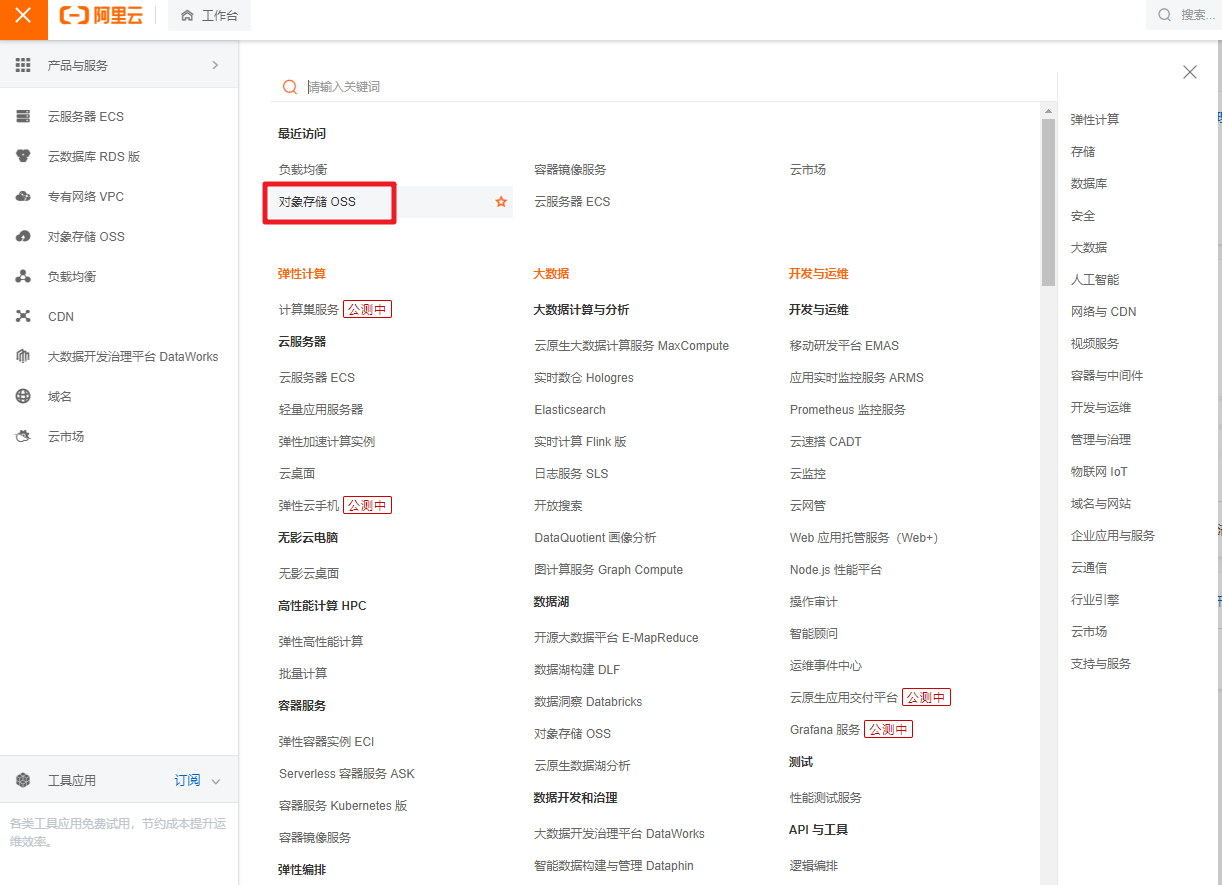 阿里云
工作台
搜索...
产品与服务
云服务器 ECS
云数据库 RDS 版
专有网络 VPC
对象存储 OSS
负载均衡
CDN
大数据开发治理平台 DataWorks
域名
云市场
工具应用
订阅
各类工具应用免费试用，节约成本提升运
维效率。
请输入关键词
最近访问
负载均衡
容器镜像服务
云市场
对象存储 OSS
云服务器 ECS
弹性计算
计算巢服务 公测中
云服务器
云服务器 ECS
轻量应用服务器
弹性加速计算实例
云桌面
弹性云手机 公测中
无影云电脑
无影云桌面
高性能计算 HPC
弹性高性能计算
批量计算
容器服务
弹性容器实例 ECI
Serverless 容器服务 ASK
容器服务 Kubernetes 版
容器镜像服务
弹性编排
大数据
大数据计算与分析
云原生大数据计算服务 MaxCompute
实时数仓 Hologres
Elasticsearch
实时计算 Flink 版
日志服务 SLS
开放搜索
DataQuotient 画像分析
图计算服务 Graph Compute
数据湖
开源大数据平台 E-MapReduce
数据湖构建 DLF
数据洞察 Databricks
对象存储 OSS
云原生数据湖分析
数据开发和治理
大数据开发治理平台 DataWorks
智能数据构建与管理 Dataphin
开发与运维
开发与运维
移动研发平台 EMAS
应用实时监控服务 ARMS
Prometheus 监控服务
云速搭 CADT
云监控
云网管
Web 应用托管服务（Web+）
Node.js 性能平台
操作审计
智能顾问
运维事件中心
云原生应用交付平台 公测中
Grafana 服务 公测中
测试
性能测试服务
API 与工具
逻辑编排
弹性计算
存储
数据库
安全
大数据
人工智能
网络与 CDN
视频服务
容器与中间件
开发与运维
管理与治理
物联网 IoT
域名与网站
企业应用与服务
云通信
行业引擎
云市场
支持与服务